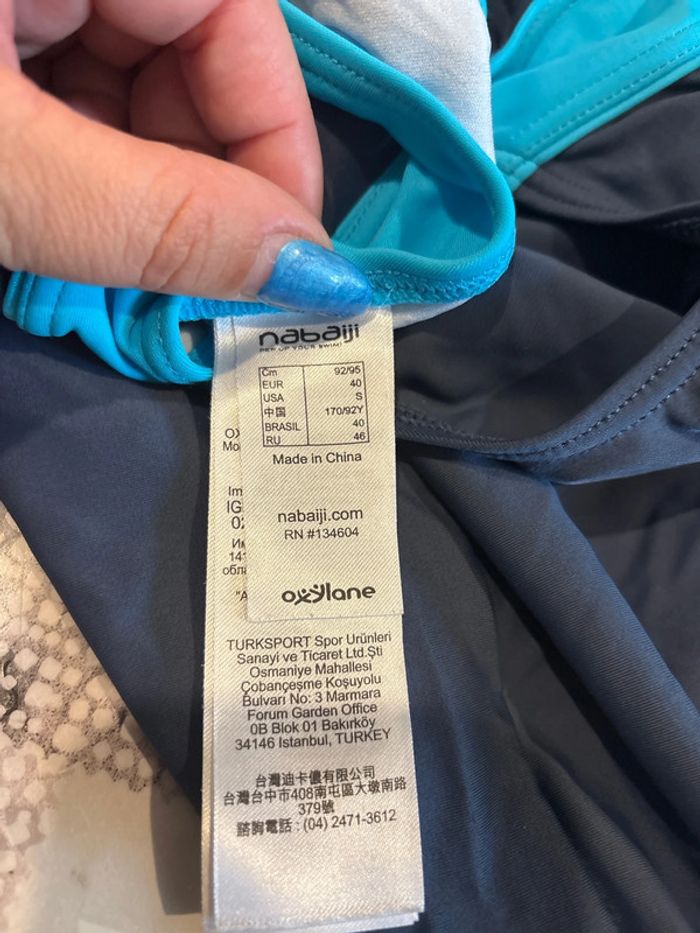 nabaiji
PEP UP YOUR SWIM!
Cm 92/95
EUR 40
USA S
中国 170/92Y
BRASIL 40
RU 46
Made in China
nabaiji.com
RN #134604
oxylane
Im
IG
14
обла
"A
TURKSPORT Spor Ürünleri
Sanayi ve Ticaret Ltd.Şti
Osmaniye Mahallesi
Çobançeşme Koşuyolu
Bulvarı No: 3 Marmara
Forum Garden Office
0B Blok 01 Bakırköy
34146 Istanbul, TURKEY
台灣迪卡儂有限公司
台灣台中市408南屯區大墩南路
379號
諮詢電話 : (04) 2471-3612